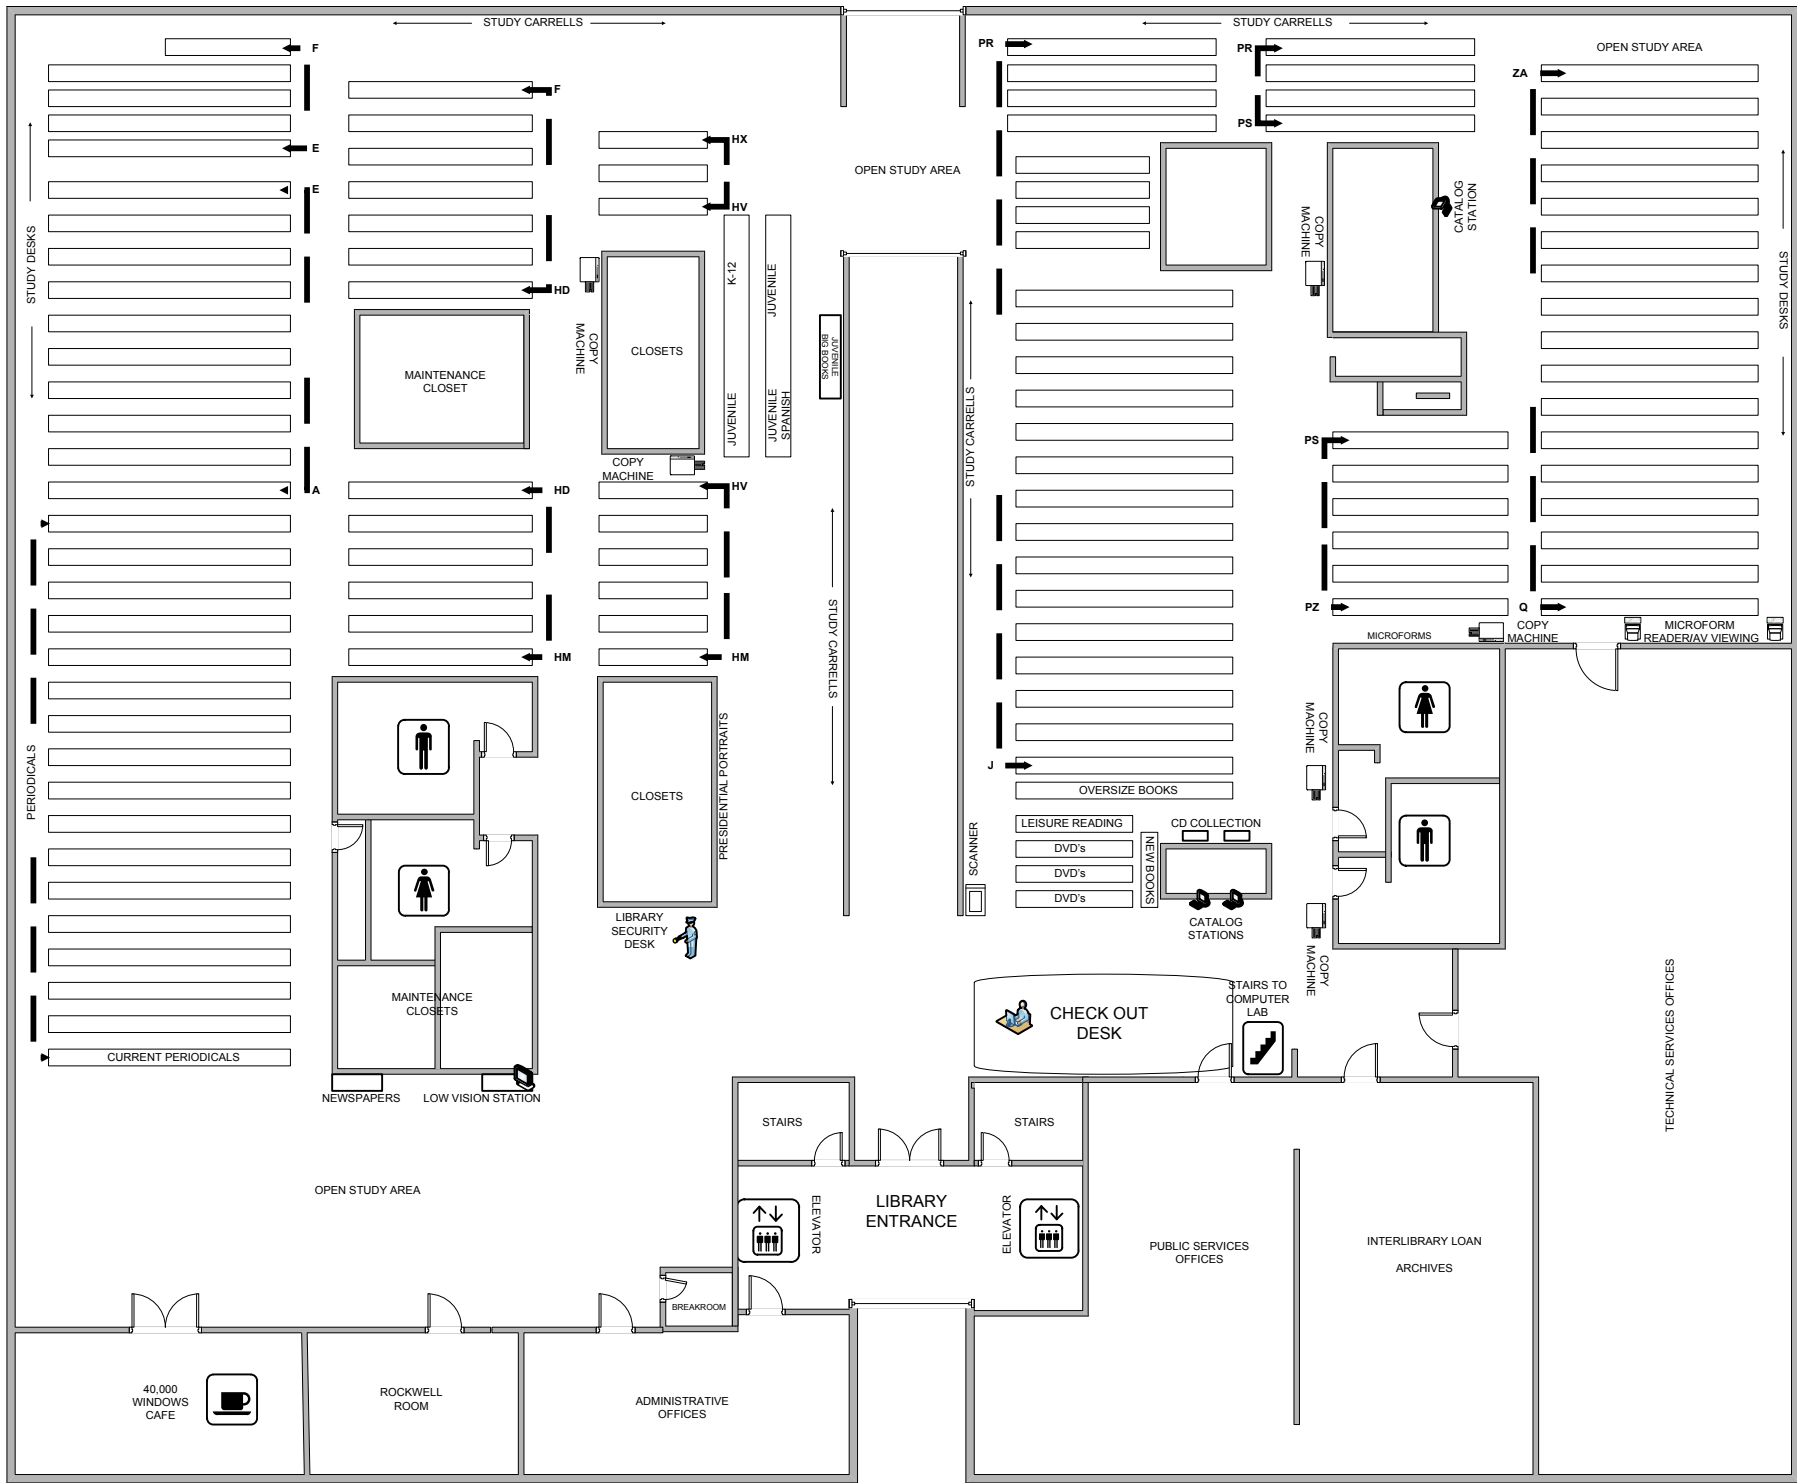 STUDY CARRELLS
STUDY CARRELLS
F
PR
PR
OPEN STUDY AREA
ZA
F
PS
HX
E
OPEN STUDY AREA
E
HV
CATALOG
STATION
COPY
MACHINE
STUDY DESKS
K-12
JUVENILE
STUDY DESKS
HD
COPY
MACHINE
CLOSETS
JUVENILE
BIG BOOKS
MAINTENANCE
CLOSET
JUVENILE
JUVENILE
SPANISH
STUDY CARRELLS
PS
COPY
MACHINE
A
HD
HV
PZ
Q
COPY
MACHINE
MICROFORM
READER/AV VIEWING
MICROFORMS
STUDY CARRELLS
HM
HM
PERIODICALS
PRESIDENTIAL PORTRAITS
CLOSETS
COPY
MACHINE
J
OVERSIZE BOOKS
LEISURE READING
CD COLLECTION
DVD's
DVD's
DVD's
NEW BOOKS
SCANNER
LIBRARY
SECURITY
DESK
CATALOG
STATIONS
COPY
MACHINE
MAINTENANCE
CLOSETS
CHECK OUT
DESK
STAIRS TO
COMPUTER
LAB
TECHNICAL SERVICES OFFICES
CURRENT PERIODICALS
NEWSPAPERS
LOW VISION STATION
STAIRS
STAIRS
OPEN STUDY AREA
ELEVATOR
LIBRARY
ENTRANCE
ELEVATOR
PUBLIC SERVICES
OFFICES
INTERLIBRARY LOAN
ARCHIVES
BREAKROOM
40,000
WINDOWS
CAFE
ROCKWELL
ROOM
ADMINISTRATIVE
OFFICES